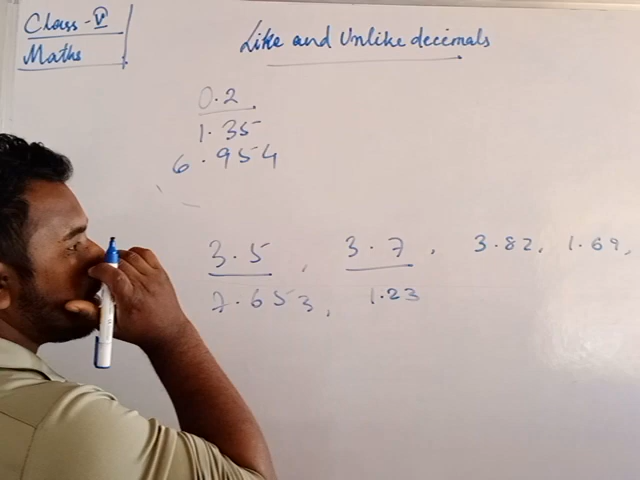 Class - V
Maths
Like and Unlike decimals
0.2
1.35
6.954
3.5, 3.7, 3.82, 1.69,
7.653, 1.23